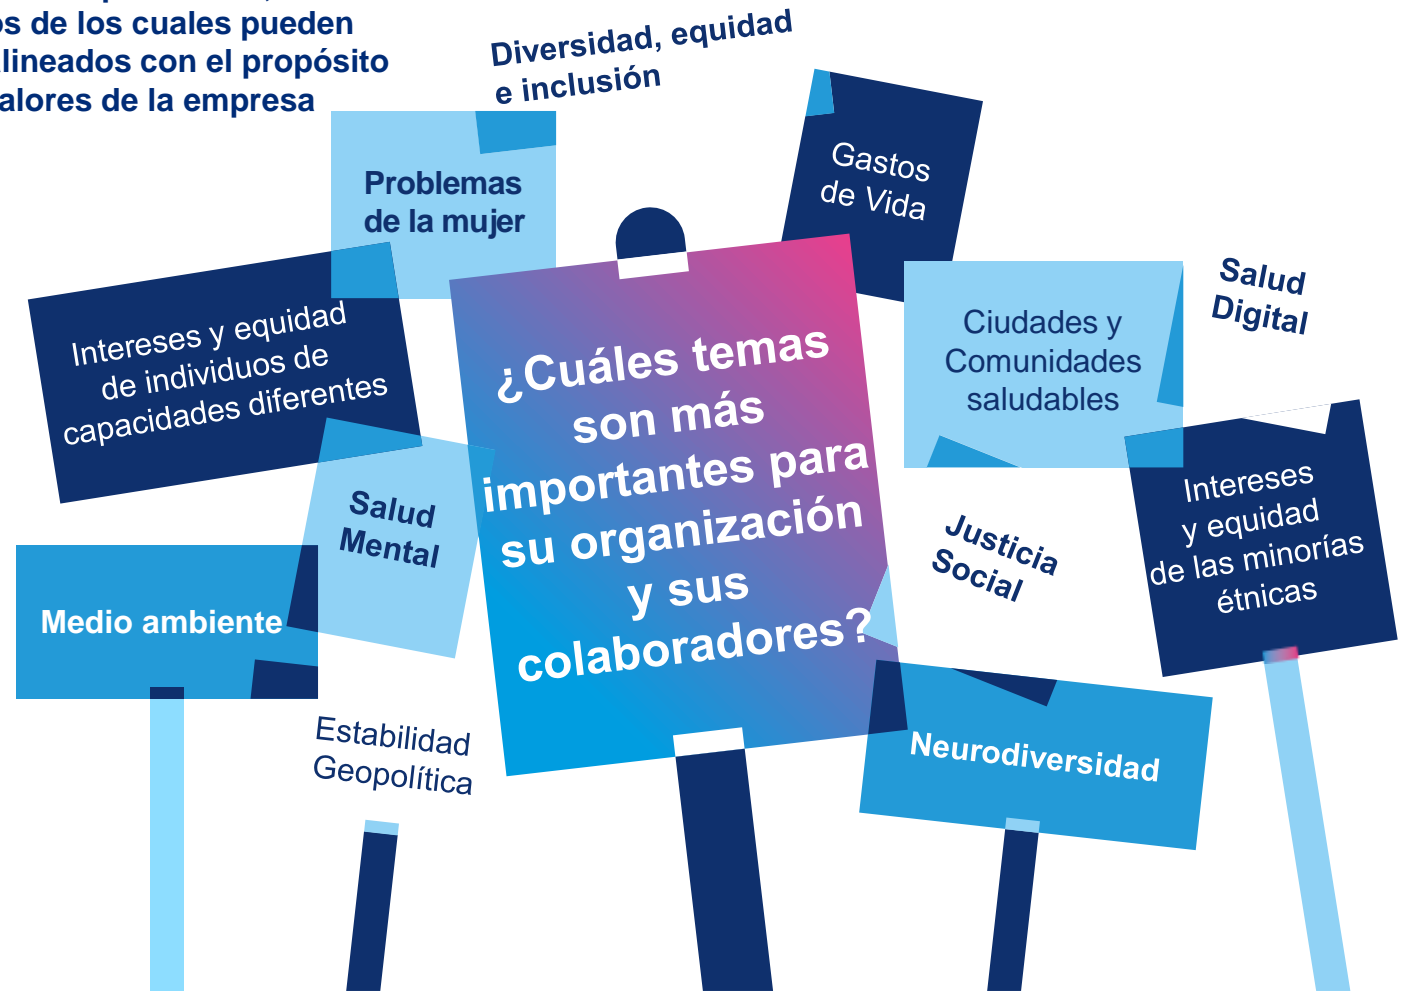 de los cuales pueden
con el propósito
de la empresa
Diversidad, equidad
e inclusión
Problemas
de la mujer
Gastos
de Vida
Intereses y equidad
de individuos de
capacidades diferentes
¿Cuáles temas
son más
importantes para
su organización
y sus
colaboradores?
Ciudades y
Comunidades
saludables
Salud
Digital
Salud
Mental
Intereses
y equidad
de las minorías
étnicas
Justicia
Social
Medio ambiente
Estabilidad
Geopolítica
Neurodiversidad